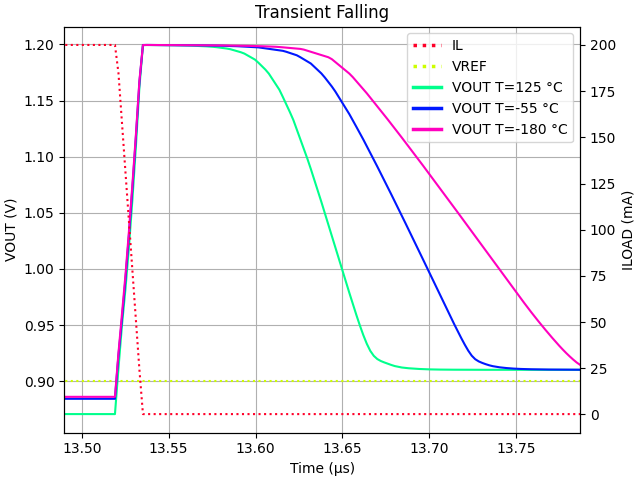 Transient Falling
IL
VREF
VOUT T=125 °C
VOUT T=-55 °C
VOUT T=-180 °C
VOUT (V)
1.20
1.15
1.10
1.05
1.00
0.95
0.90
ILOAD (mA)
200
175
150
125
100
75
50
25
0
13.50 13.55 13.60 13.65 13.70 13.75
Time (µs)